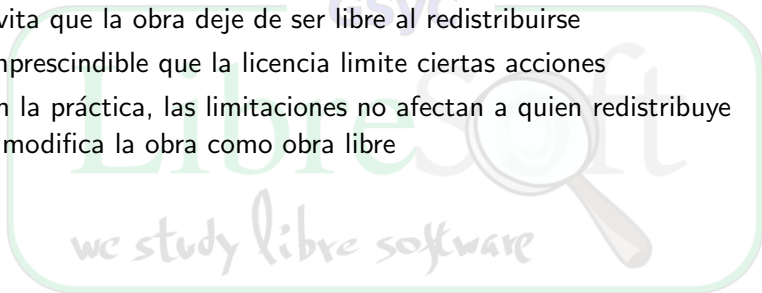 gsyc
vita que la obra deje de ser libre al redistribuirse
mprescindible que la licencia limite ciertas acciones
n la práctica, las limitaciones no afectan a quien redistribuye
modifica la obra como obra libre
LibreSoft
we study libre software